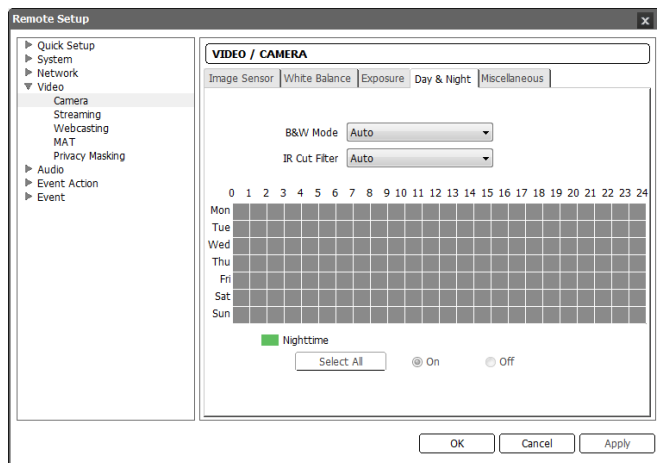 Remote Setup
x
Quick Setup
System
Network
Video
Camera
Streaming
Webcasting
MAT
Privacy Masking
Audio
Event Action
Event
VIDEO / CAMERA
Image Sensor White Balance Exposure Day & Night Miscellaneous
B&W Mode Auto
IR Cut Filter Auto
0 1 2 3 4 5 6 7 8 9 10 11 12 13 14 15 16 17 18 19 20 21 22 23 24
Mon
Tue
Wed
Thu
Fri
Sat
Sun
Nighttime
Select All On Off
OK Cancel Apply